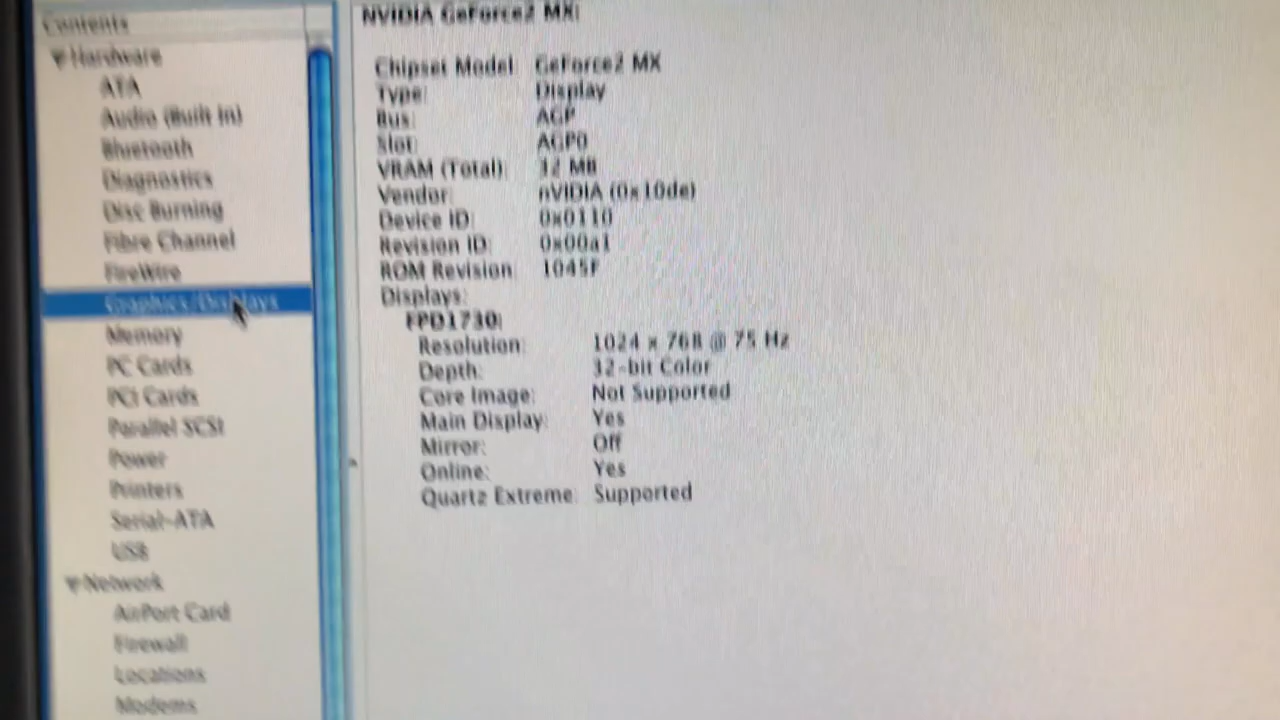 Contents
Hardware
ATA
Audio (Built In)
Bluetooth
Diagnostics
Disc Burning
Fibre Channel
FireWire
Graphics/Displays
Memory
PC Cards
PCI Cards
Parallel SCSI
Power
Printers
Serial-ATA
USB
Network
AirPort Card
Firewall
Locations
Modems
NVIDIA GeForce2 MX:
Chipset Model: GeForce2 MX
Type: Display
Bus: AGP
Slot: AGP0
VRAM (Total): 32 MB
Vendor: nVIDIA (0x10de)
Device ID: 0x0110
Revision ID: 0x00a1
ROM Revision: 1045F
Displays:
FPD1730:
Resolution: 1024 x 768 @ 75 Hz
Depth: 32-bit Color
Core Image: Not Supported
Main Display: Yes
Mirror: Off
Online: Yes
Quartz Extreme: Supported